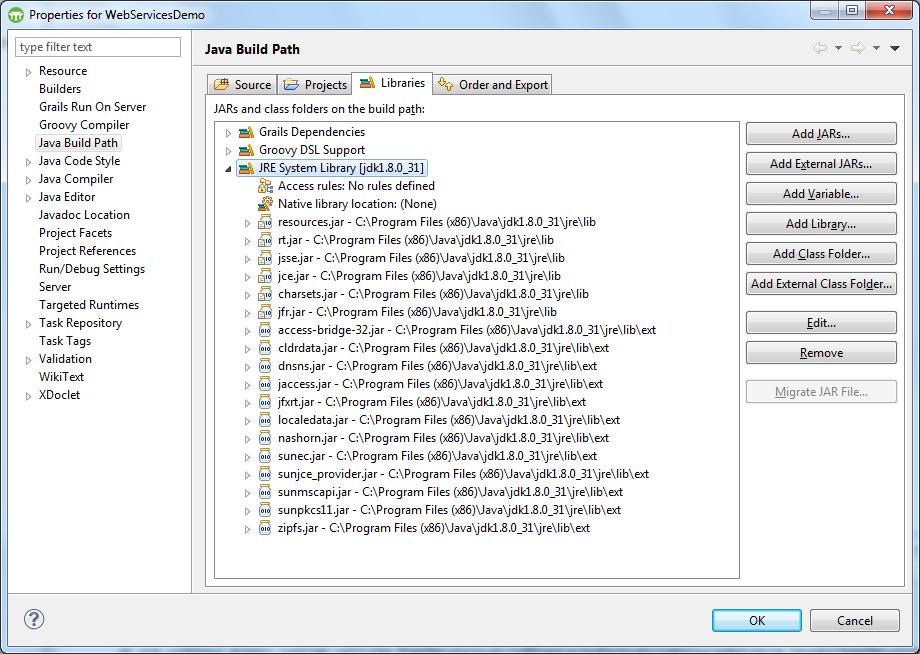 Properties for WebServicesDemo
type filter text
Resource
Builders
Grails Run On Server
Groovy Compiler
Java Build Path
Java Code Style
Java Compiler
Java Editor
Javadoc Location
Project Facets
Project References
Run/Debug Settings
Server
Targeted Runtimes
Task Repository
Task Tags
Validation
WikiText
XDoclet
Java Build Path
Source Projects Libraries Order and Export
JARs and class folders on the build path:
Grails Dependencies
Groovy DSL Support
JRE System Library [jdk1.8.0_31]
Access rules: No rules defined
Native library location: (None)
resources.jar - C:\Program Files (x86)\Java\jdk1.8.0_31\jre\lib
rt.jar - C:\Program Files (x86)\Java\jdk1.8.0_31\jre\lib
jsse.jar - C:\Program Files (x86)\Java\jdk1.8.0_31\jre\lib
jce.jar - C:\Program Files (x86)\Java\jdk1.8.0_31\jre\lib
charsets.jar - C:\Program Files (x86)\Java\jdk1.8.0_31\jre\lib
jfr.jar - C:\Program Files (x86)\Java\jdk1.8.0_31\jre\lib
access-bridge-32.jar - C:\Program Files (x86)\Java\jdk1.8.0_31\jre\lib\ext
cldrdata.jar - C:\Program Files (x86)\Java\jdk1.8.0_31\jre\lib\ext
dnsns.jar - C:\Program Files (x86)\Java\jdk1.8.0_31\jre\lib\ext
jaccess.jar - C:\Program Files (x86)\Java\jdk1.8.0_31\jre\lib\ext
jfxrt.jar - C:\Program Files (x86)\Java\jdk1.8.0_31\jre\lib\ext
localedata.jar - C:\Program Files (x86)\Java\jdk1.8.0_31\jre\lib\ext
nashorn.jar - C:\Program Files (x86)\Java\jdk1.8.0_31\jre\lib\ext
sunec.jar - C:\Program Files (x86)\Java\jdk1.8.0_31\jre\lib\ext
sunjce_provider.jar - C:\Program Files (x86)\Java\jdk1.8.0_31\jre\lib\ext
sunmscapi.jar - C:\Program Files (x86)\Java\jdk1.8.0_31\jre\lib\ext
sunpkcs11.jar - C:\Program Files (x86)\Java\jdk1.8.0_31\jre\lib\ext
zipfs.jar - C:\Program Files (x86)\Java\jdk1.8.0_31\jre\lib\ext
Add JARs...
Add External JARs...
Add Variable...
Add Library...
Add Class Folder...
Add External Class Folder...
Edit...
Remove
Migrate JAR File...
OK
Cancel